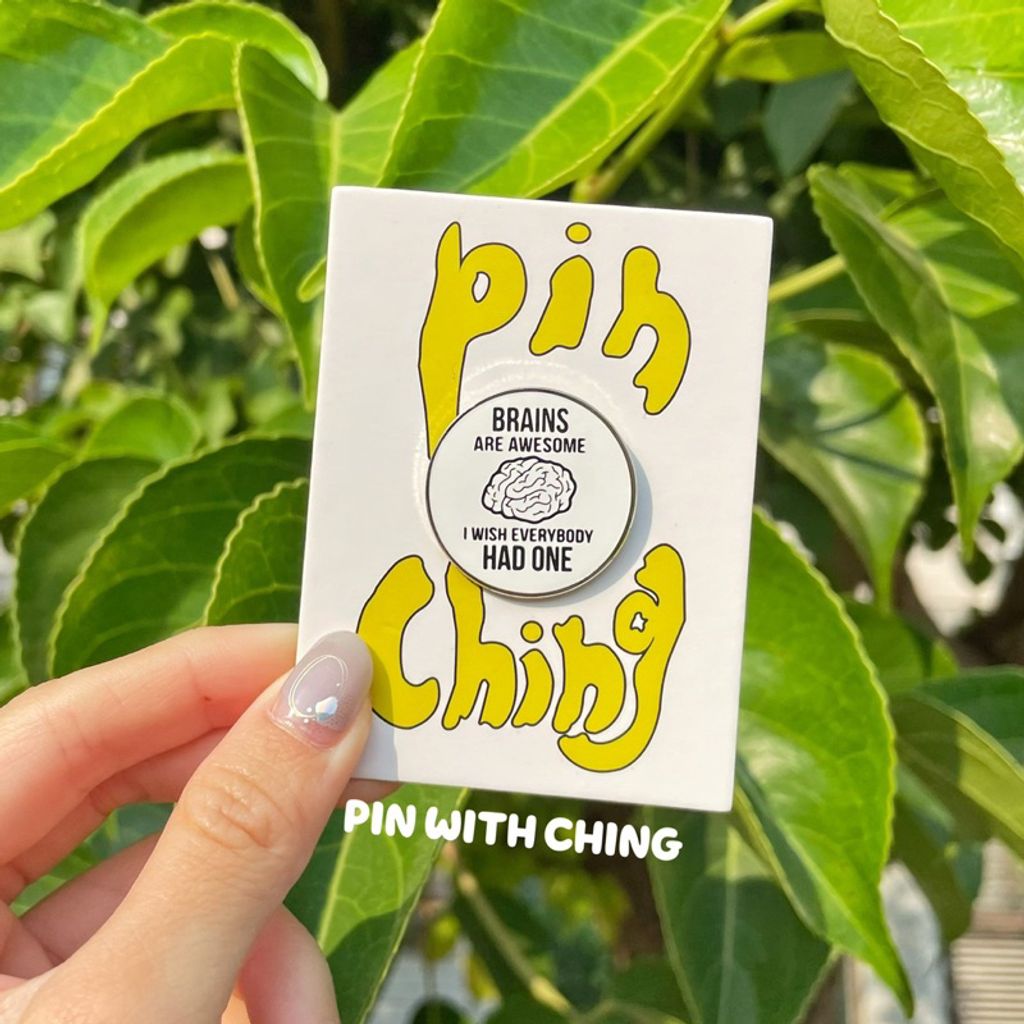 pin
BRAINS
ARE AWESOME
I WISH EVERYBODY
HAD ONE
Ching
PIN WITH CHING